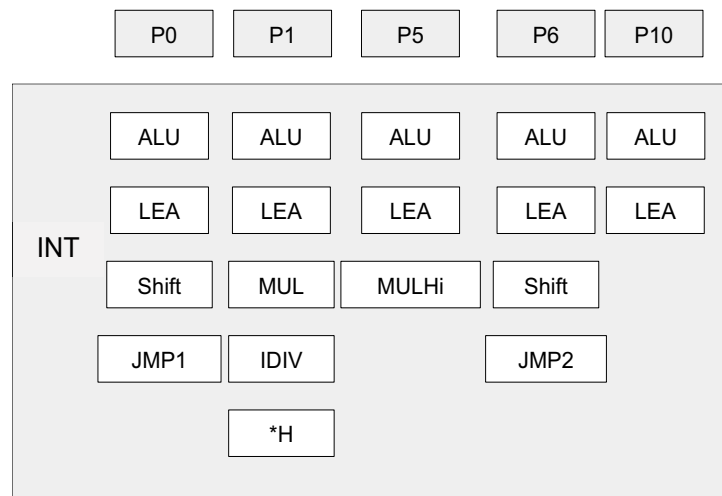 P0 P1 P5 P6 P10
ALU ALU ALU ALU ALU
LEA LEA LEA LEA LEA
INT
Shift MUL MULHi Shift
JMP1 IDIV JMP2
*H